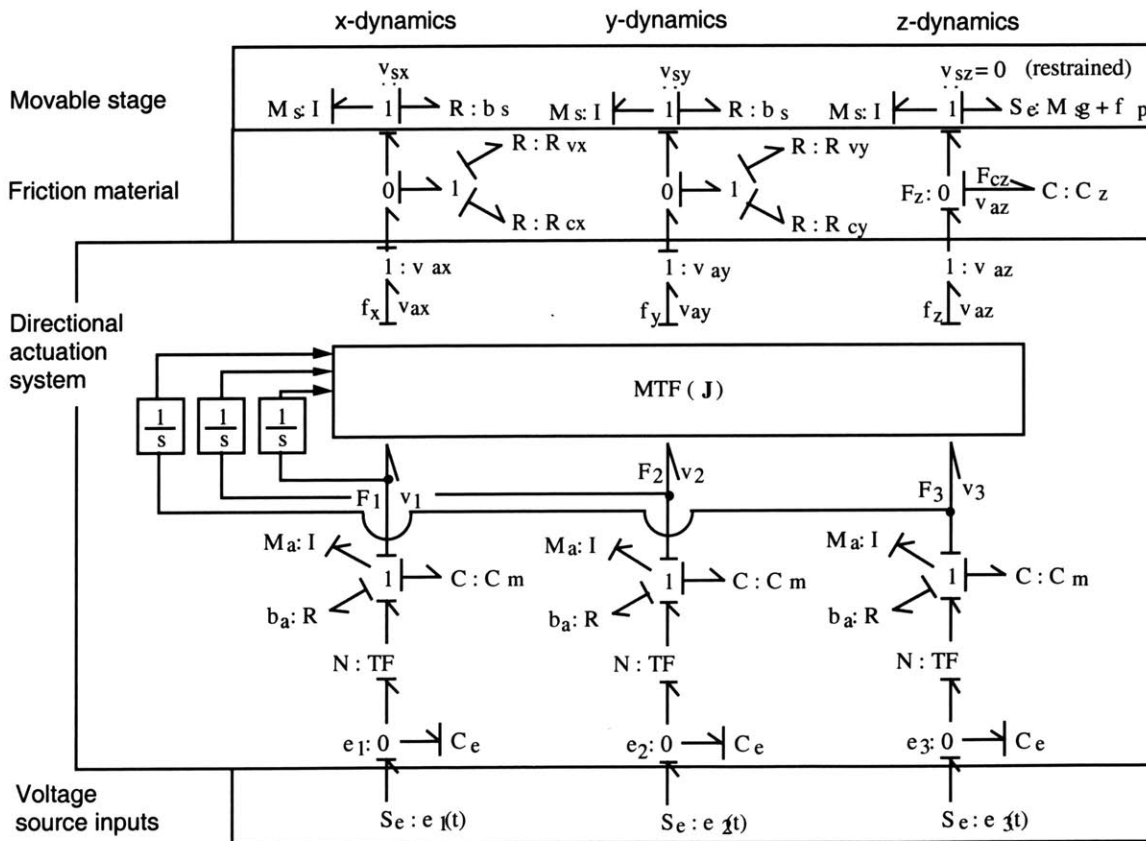 x-dynamics y-dynamics z-dynamics
Movable stage
v sx v sy v sz = 0 (restrained)
M s: I 1 R : b s M s: I 1 R : b s M s: I 1 S e: M sg + f p
Friction material
R : R vx R : R vy
0 1 0 1 F z : 0 F cz v az C : C z
R : R cx R : R cy
1 : v ax 1 : v ay 1 : v az
f x v ax f y v ay f z v az
Directional
actuation
system
MTF ( J )
1/s 1/s 1/s
F 1 v 1 F 2 v 2 F 3 v 3
M a: I M a: I M a: I
1 C : C m 1 C : C m 1 C : C m
b a: R b a: R b a: R
N : TF N : TF N : TF
e 1: 0 C e e 2: 0 C e e 3: 0 C e
Voltage
source inputs
S e : e 1(t) S e : e 2(t) S e : e 3(t)